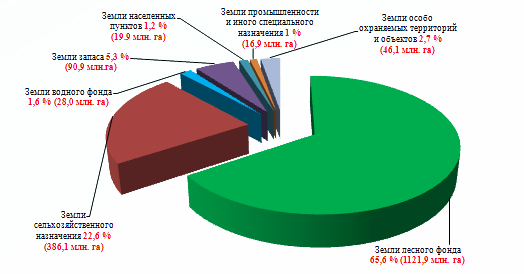 Земли населенных
пунктов 1,2 %
(19,9 млн. га)
Земли промышленности
и иного специального
назначения 1 %
(16,9 млн. га)
Земли особо
охраняемых территорий
и объектов 2,7 %
(46,1 млн. га)
Земли запаса 5,3 %
(90,9 млн.га)
Земли водного фонда
1,6 % (28,0 млн. га)
Земли
сельхозяйственного
назначения 22,6 %
(386,1 млн. га)
Земли лесного фонда
65,6 % (1121,9 млн. га)